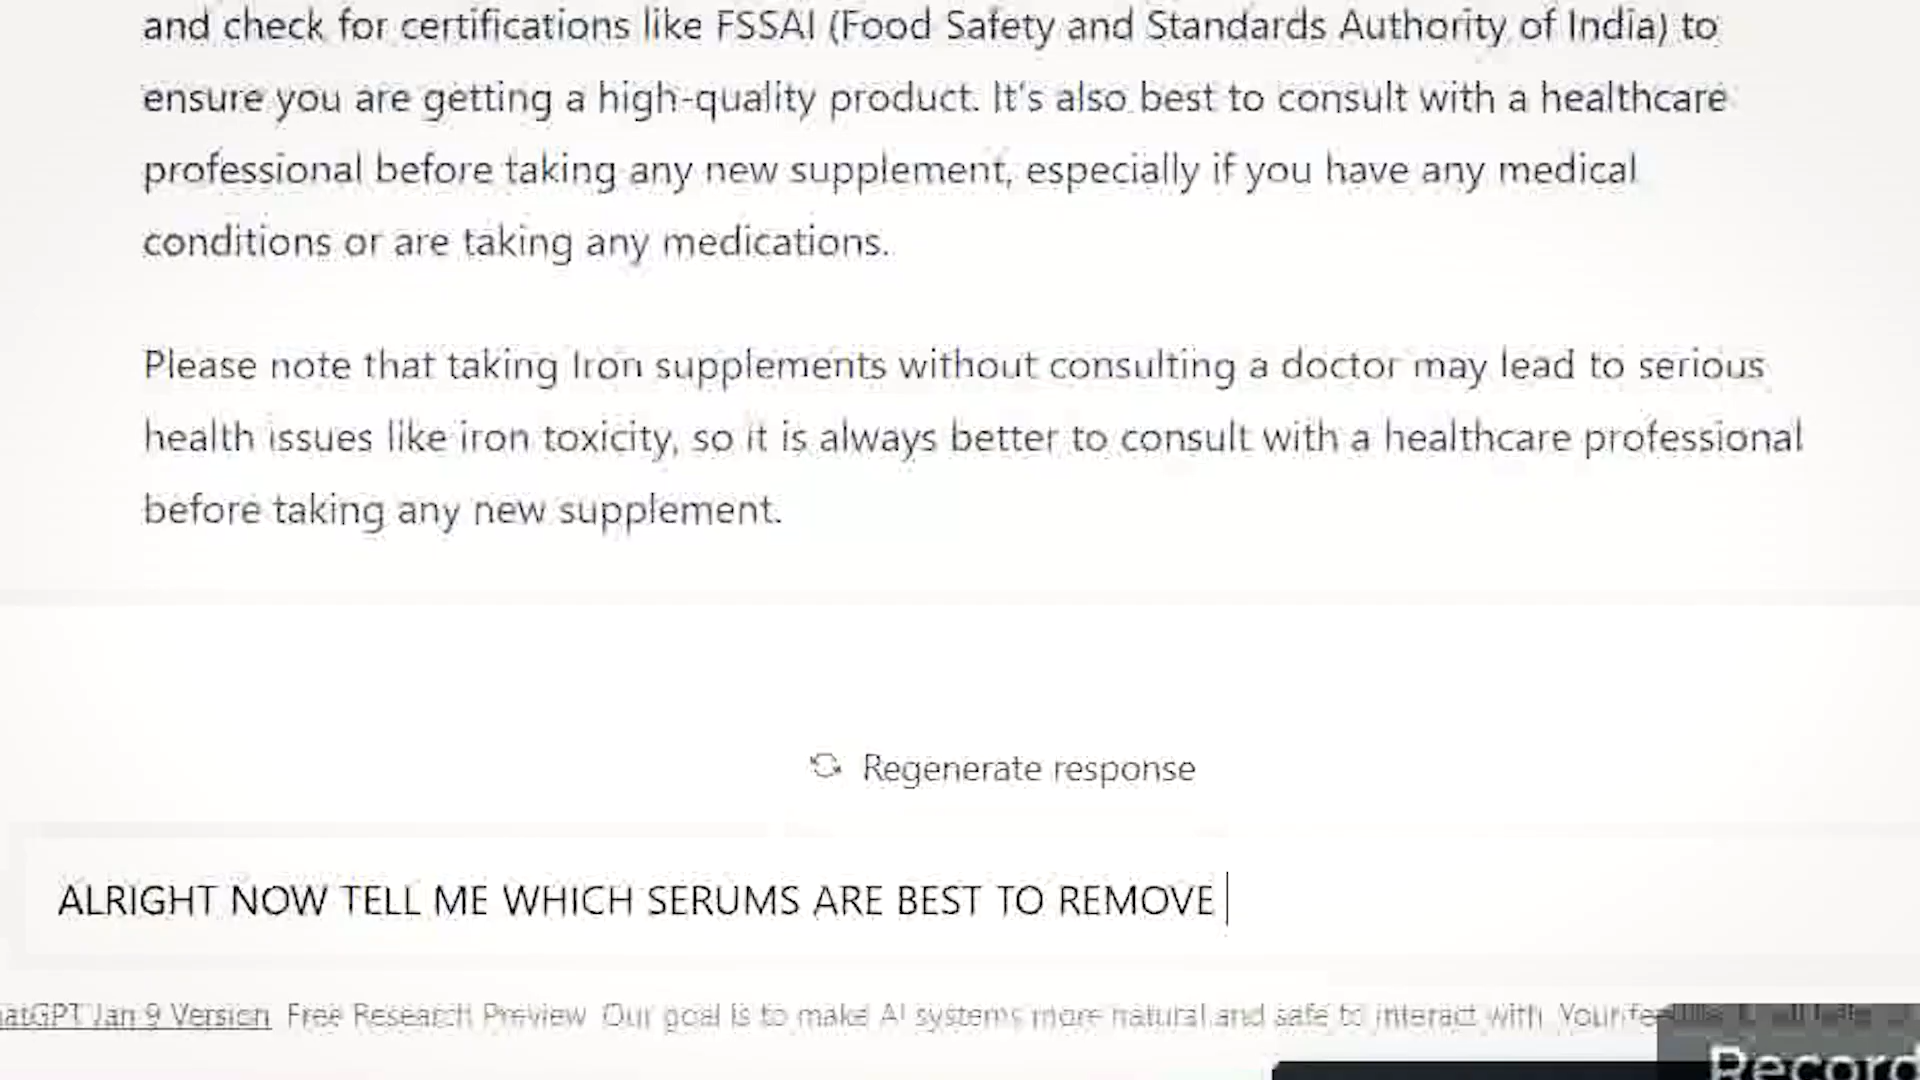 and check for certifications like FSSAI (Food Safety and Standards Authority of India) to
ensure you are getting a high-quality product. It's also best to consult with a healthcare
professional before taking any new supplement, especially if you have any medical
conditions or are taking any medications.
Please note that taking Iron supplements without consulting a doctor may lead to serious
health issues like iron toxicity, so it is always better to consult with a healthcare professional
before taking any new supplement.
Regenerate response
ALRIGHT NOW TELL ME WHICH SERUMS ARE BEST TO REMOVE
atGPT Jan 9 Version Free Research Preview Our goal is to make AI systems more natural and safe to interact with Your
Record